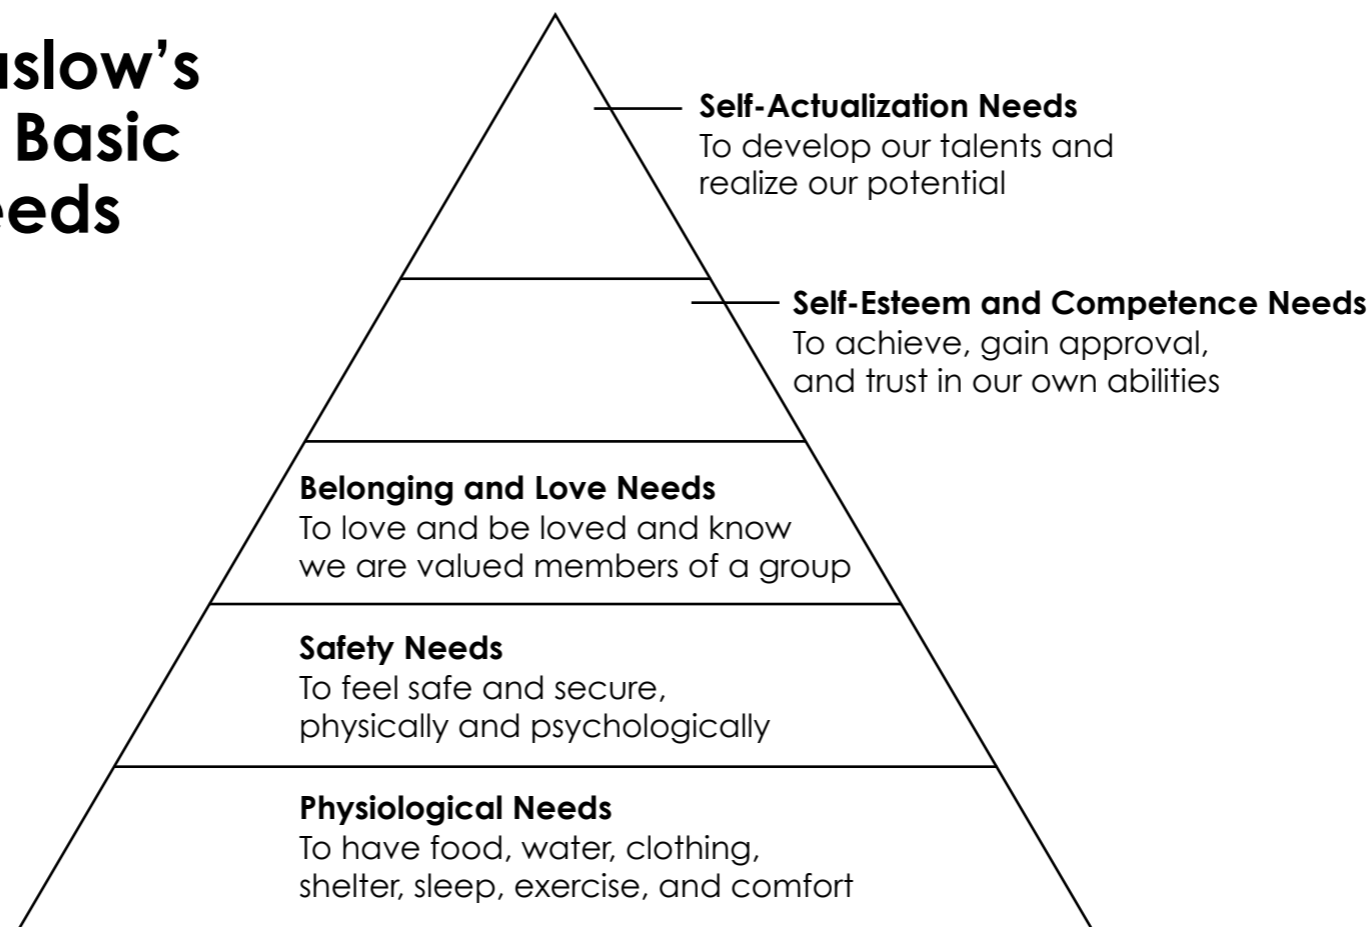 aslow's
Basic
eeds
Self-Actualization Needs
To develop our talents and
realize our potential
Self-Esteem and Competence Needs
To achieve, gain approval,
and trust in our own abilities
Belonging and Love Needs
To love and be loved and know
we are valued members of a group
Safety Needs
To feel safe and secure,
physically and psychologically
Physiological Needs
To have food, water, clothing,
shelter, sleep, exercise, and comfort